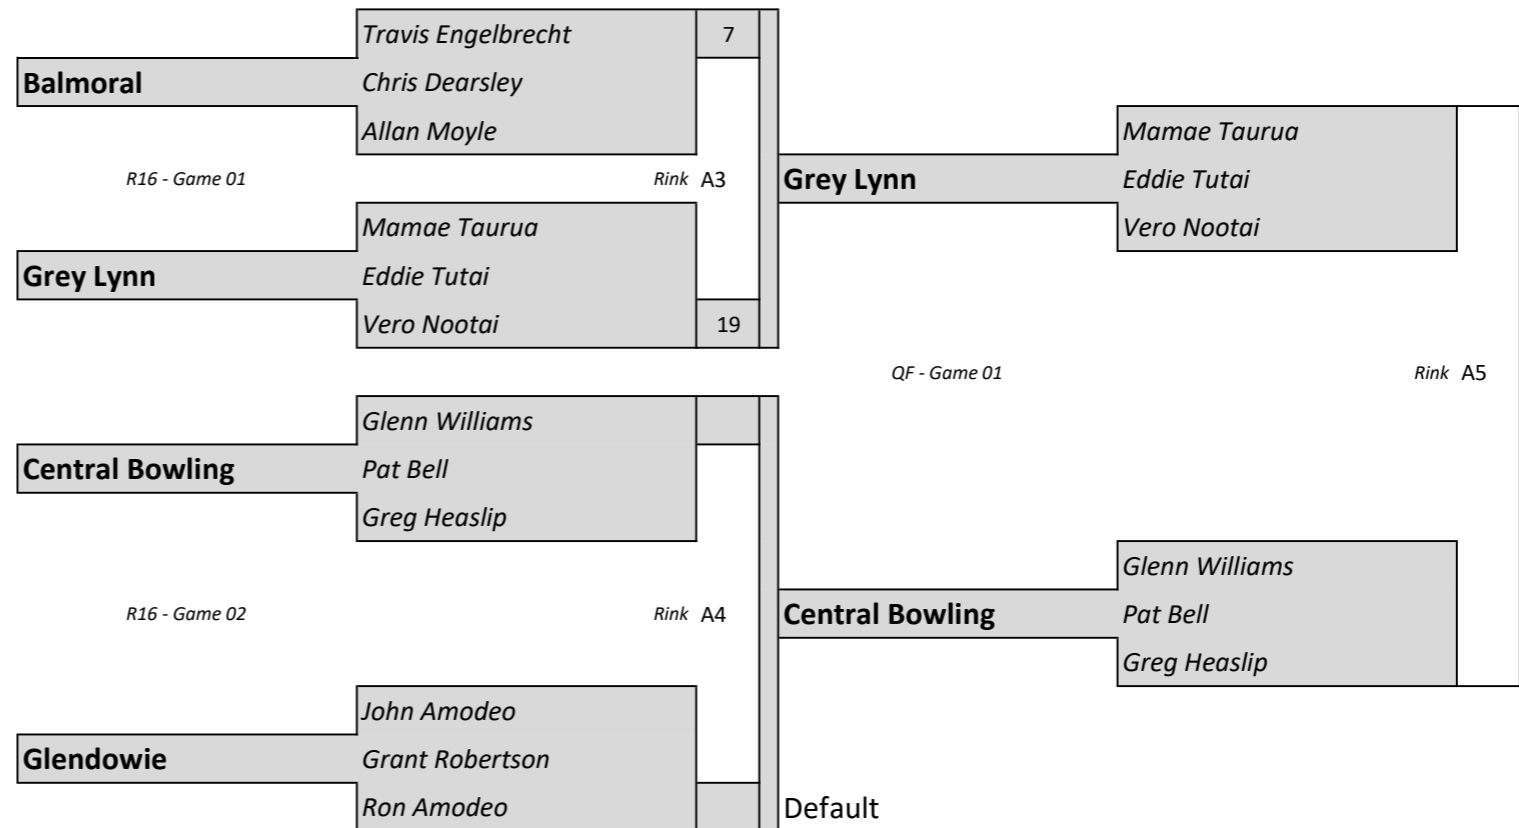 Travis Engelbrecht 7
Balmoral Chris Dearsley
Allan Moyle Mamae Taurua
R16 - Game 01 Rink A3 Grey Lynn Eddie Tutai
Mamae Taurua Vero Nootai
Grey Lynn Eddie Tutai
Vero Nootai 19
QF - Game 01 Rink A5
Glenn Williams
Central Bowling Pat Bell
Greg Heaslip Glenn Williams
R16 - Game 02 Rink A4 Central Bowling Pat Bell
Greg Heaslip
John Amodeo
Glendowie Grant Robertson
Ron Amodeo Default